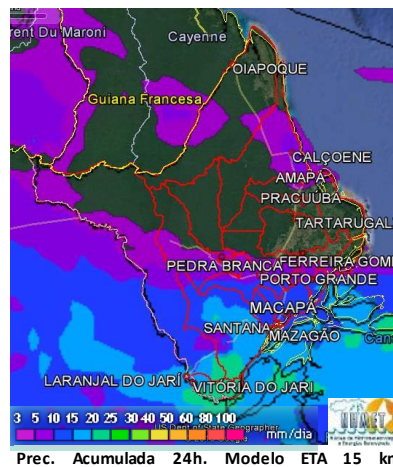 rent Du Maroni
Cayenne
OIAPOQUE
Guiana Francesa
CALÇOENE
AMAPÁ
PRACUÚBA
TARTARUGAL
PEDRA BRANCA FERREIRA GOM
PORTO GRANDE
MACAPÁ
SANTANA
MAZAGÃO
LARANJAL DO JARÍ VITÓRIA DO JARI
3 5 10 15 20 25 30 40 50 60 80 100
US Dept of State Geographer
mm/dia
Prec. Acumulada 24h. Modelo ETA 15 km